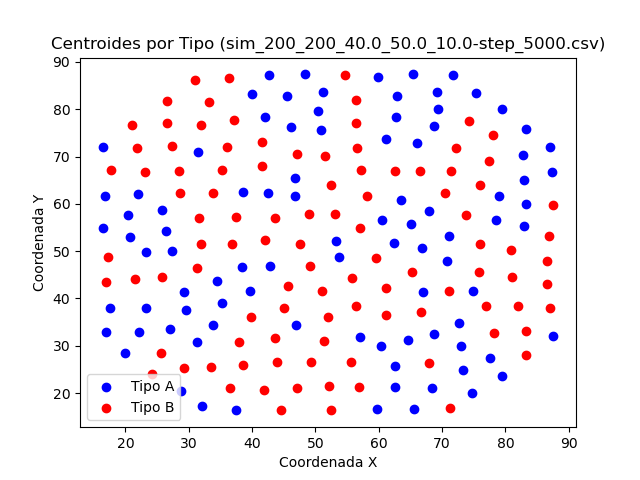 Centroides por Tipo (sim_200_200_40.0_50.0_10.0-step_5000.csv)
90
80
70
60
50
40
30
20
Coordenada Y
Tipo A
Tipo B
20 30 40 50 60 70 80 90
Coordenada X